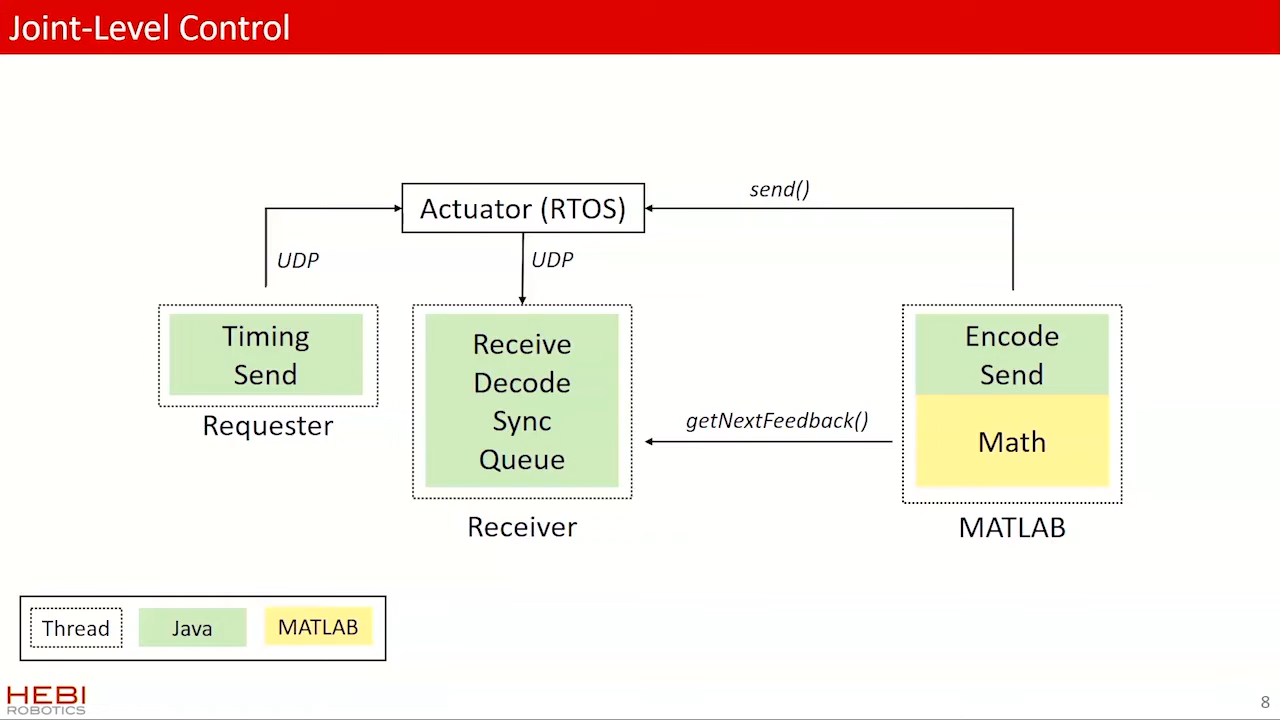 Joint-Level Control
send()
Actuator (RTOS)
UDP
UDP
Timing
Send
Requester
Receive
Decode
Sync
Queue
Receiver
getNextFeedback()
Encode
Send
Math
MATLAB
Thread
Java
MATLAB
HEBI
ROBOTICS
8